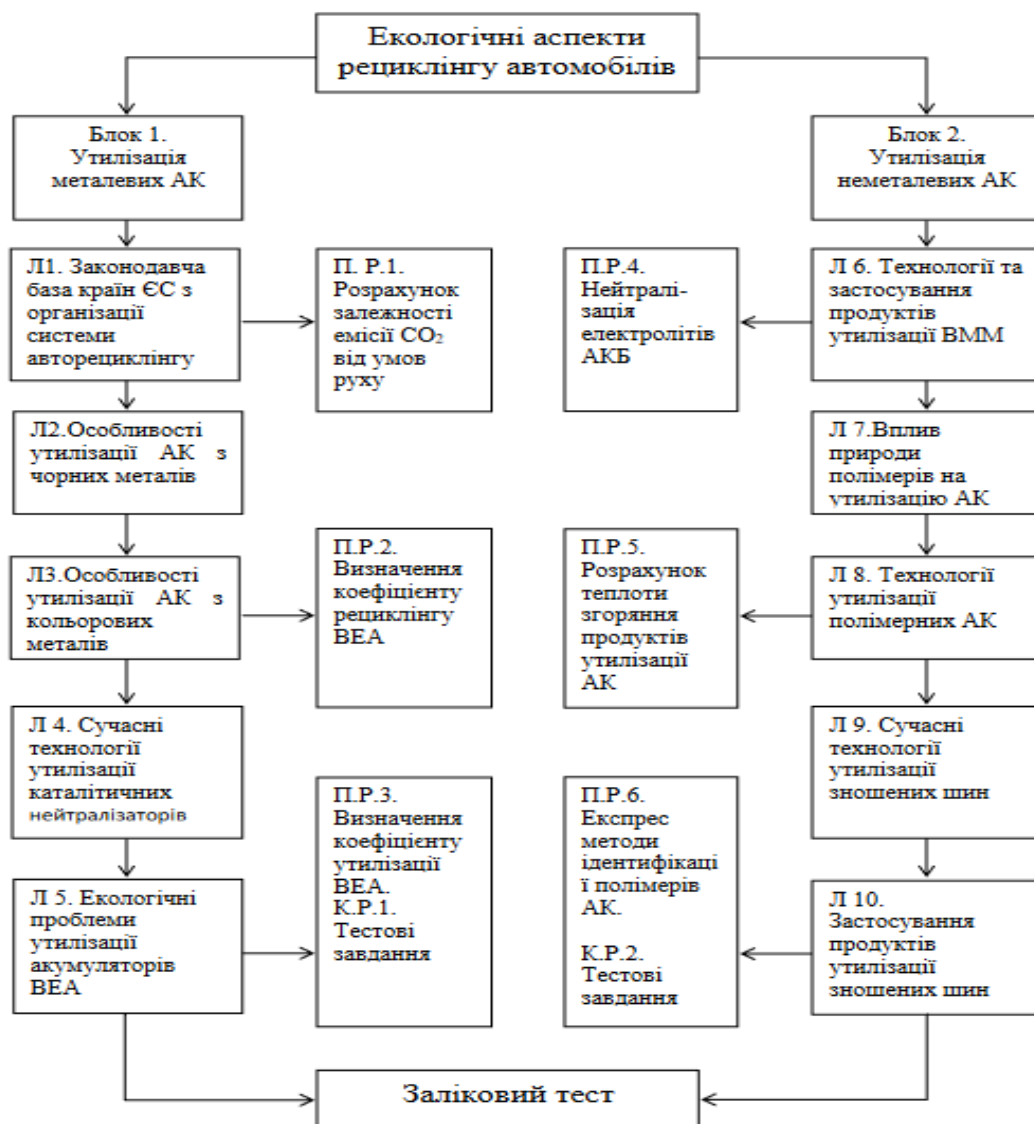 Екологічні аспекти
рециклінгу автомобілів
Блок 1.
Утилізація
металевих АК
Блок 2.
Утилізація
неметалевих АК
Л1. Законодавча
база країн ЄС з
організації
системи
авторециклінгу
П. Р.1.
Розрахунок
залежності
емісії CO₂
від умов
руху
П.Р.4.
Нейтралі-
зація
електролітів
АКБ
Л 6. Технології та
застосування
продуктів
утилізації ВММ
Л2.Особливості
утилізації АК з
чорних металів
Л 7.Вплив
природи
полімерів на
утилізацію АК
Л3.Особливості
утилізації АК з
кольорових
металів
П.Р.2.
Визначення
коефіцієнту
рециклінгу
ВЕА
П.Р.5.
Розрахунок
теплоти
згоряння
продуктів
утилізації
АК
Л 8. Технології
утилізації
полімерних АК
Л 4. Сучасні
технології
утилізації
каталітичних
нейтралізаторів
П.Р.3.
Визначення
коефіцієнту
утилізації
ВЕА.
К.Р.1.
Тестові
завдання
П.Р.6.
Експрес
методи
ідентифікаці
ї полімерів
АК.
К.Р.2.
Тестові
завдання
Л 9. Сучасні
технології
утилізації
зношених шин
Л 5. Екологічні
проблеми
утилізації
акумуляторів
ВЕА
Л 10.
Застосування
продуктів
утилізації
зношених шин
Заліковий тест